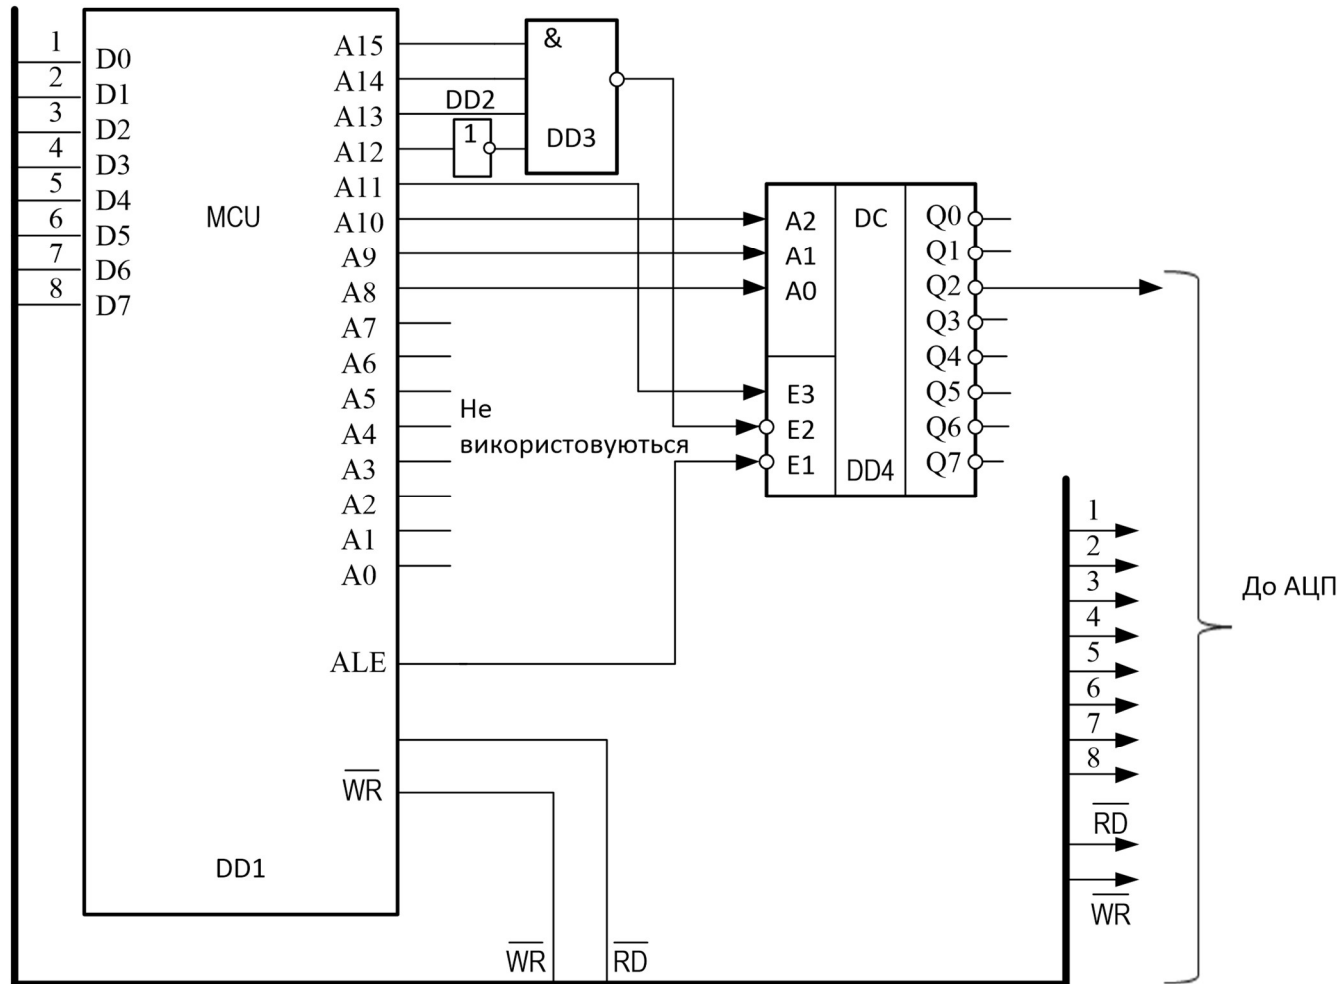 1
D0
2
D1
3
D2
4
D3
5
D4
6
D5
7
D6
8
D7
MCU
DD1
A15
A14
A13
A12
A11
A10
A9
A8
A7
A6
A5
A4
A3
A2
A1
A0
ALE
WR
DD2
1
&
DD3
Не
використовуються
A2
A1
A0
E3
E2
E1
DC
DD4
Q0
Q1
Q2
Q3
Q4
Q5
Q6
Q7
1
2
3
4
5
6
7
8
RD
WR
До АЦП
WR
RD